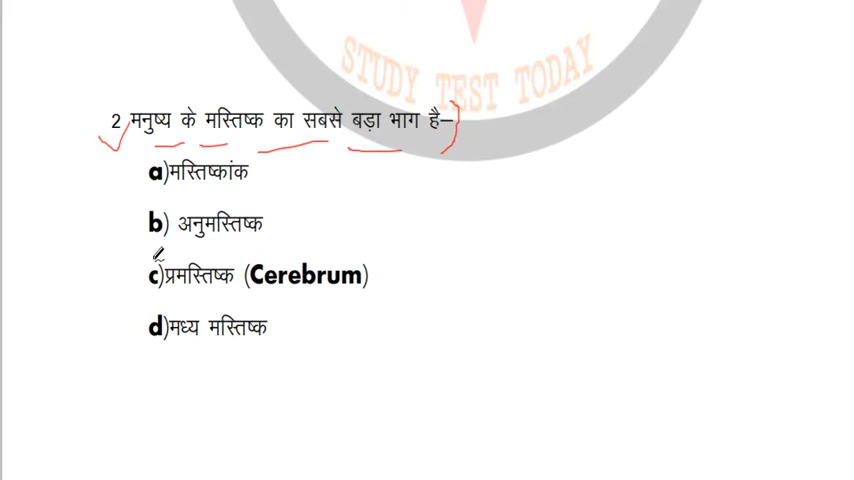 STUDY TEST TODAY
2 मनुष्य के मस्तिष्क का सबसे बड़ा भाग है–
a)मस्तिष्कांक
b) अनुमस्तिष्क
c)प्रमस्तिष्क (Cerebrum)
d)मध्य मस्तिष्क